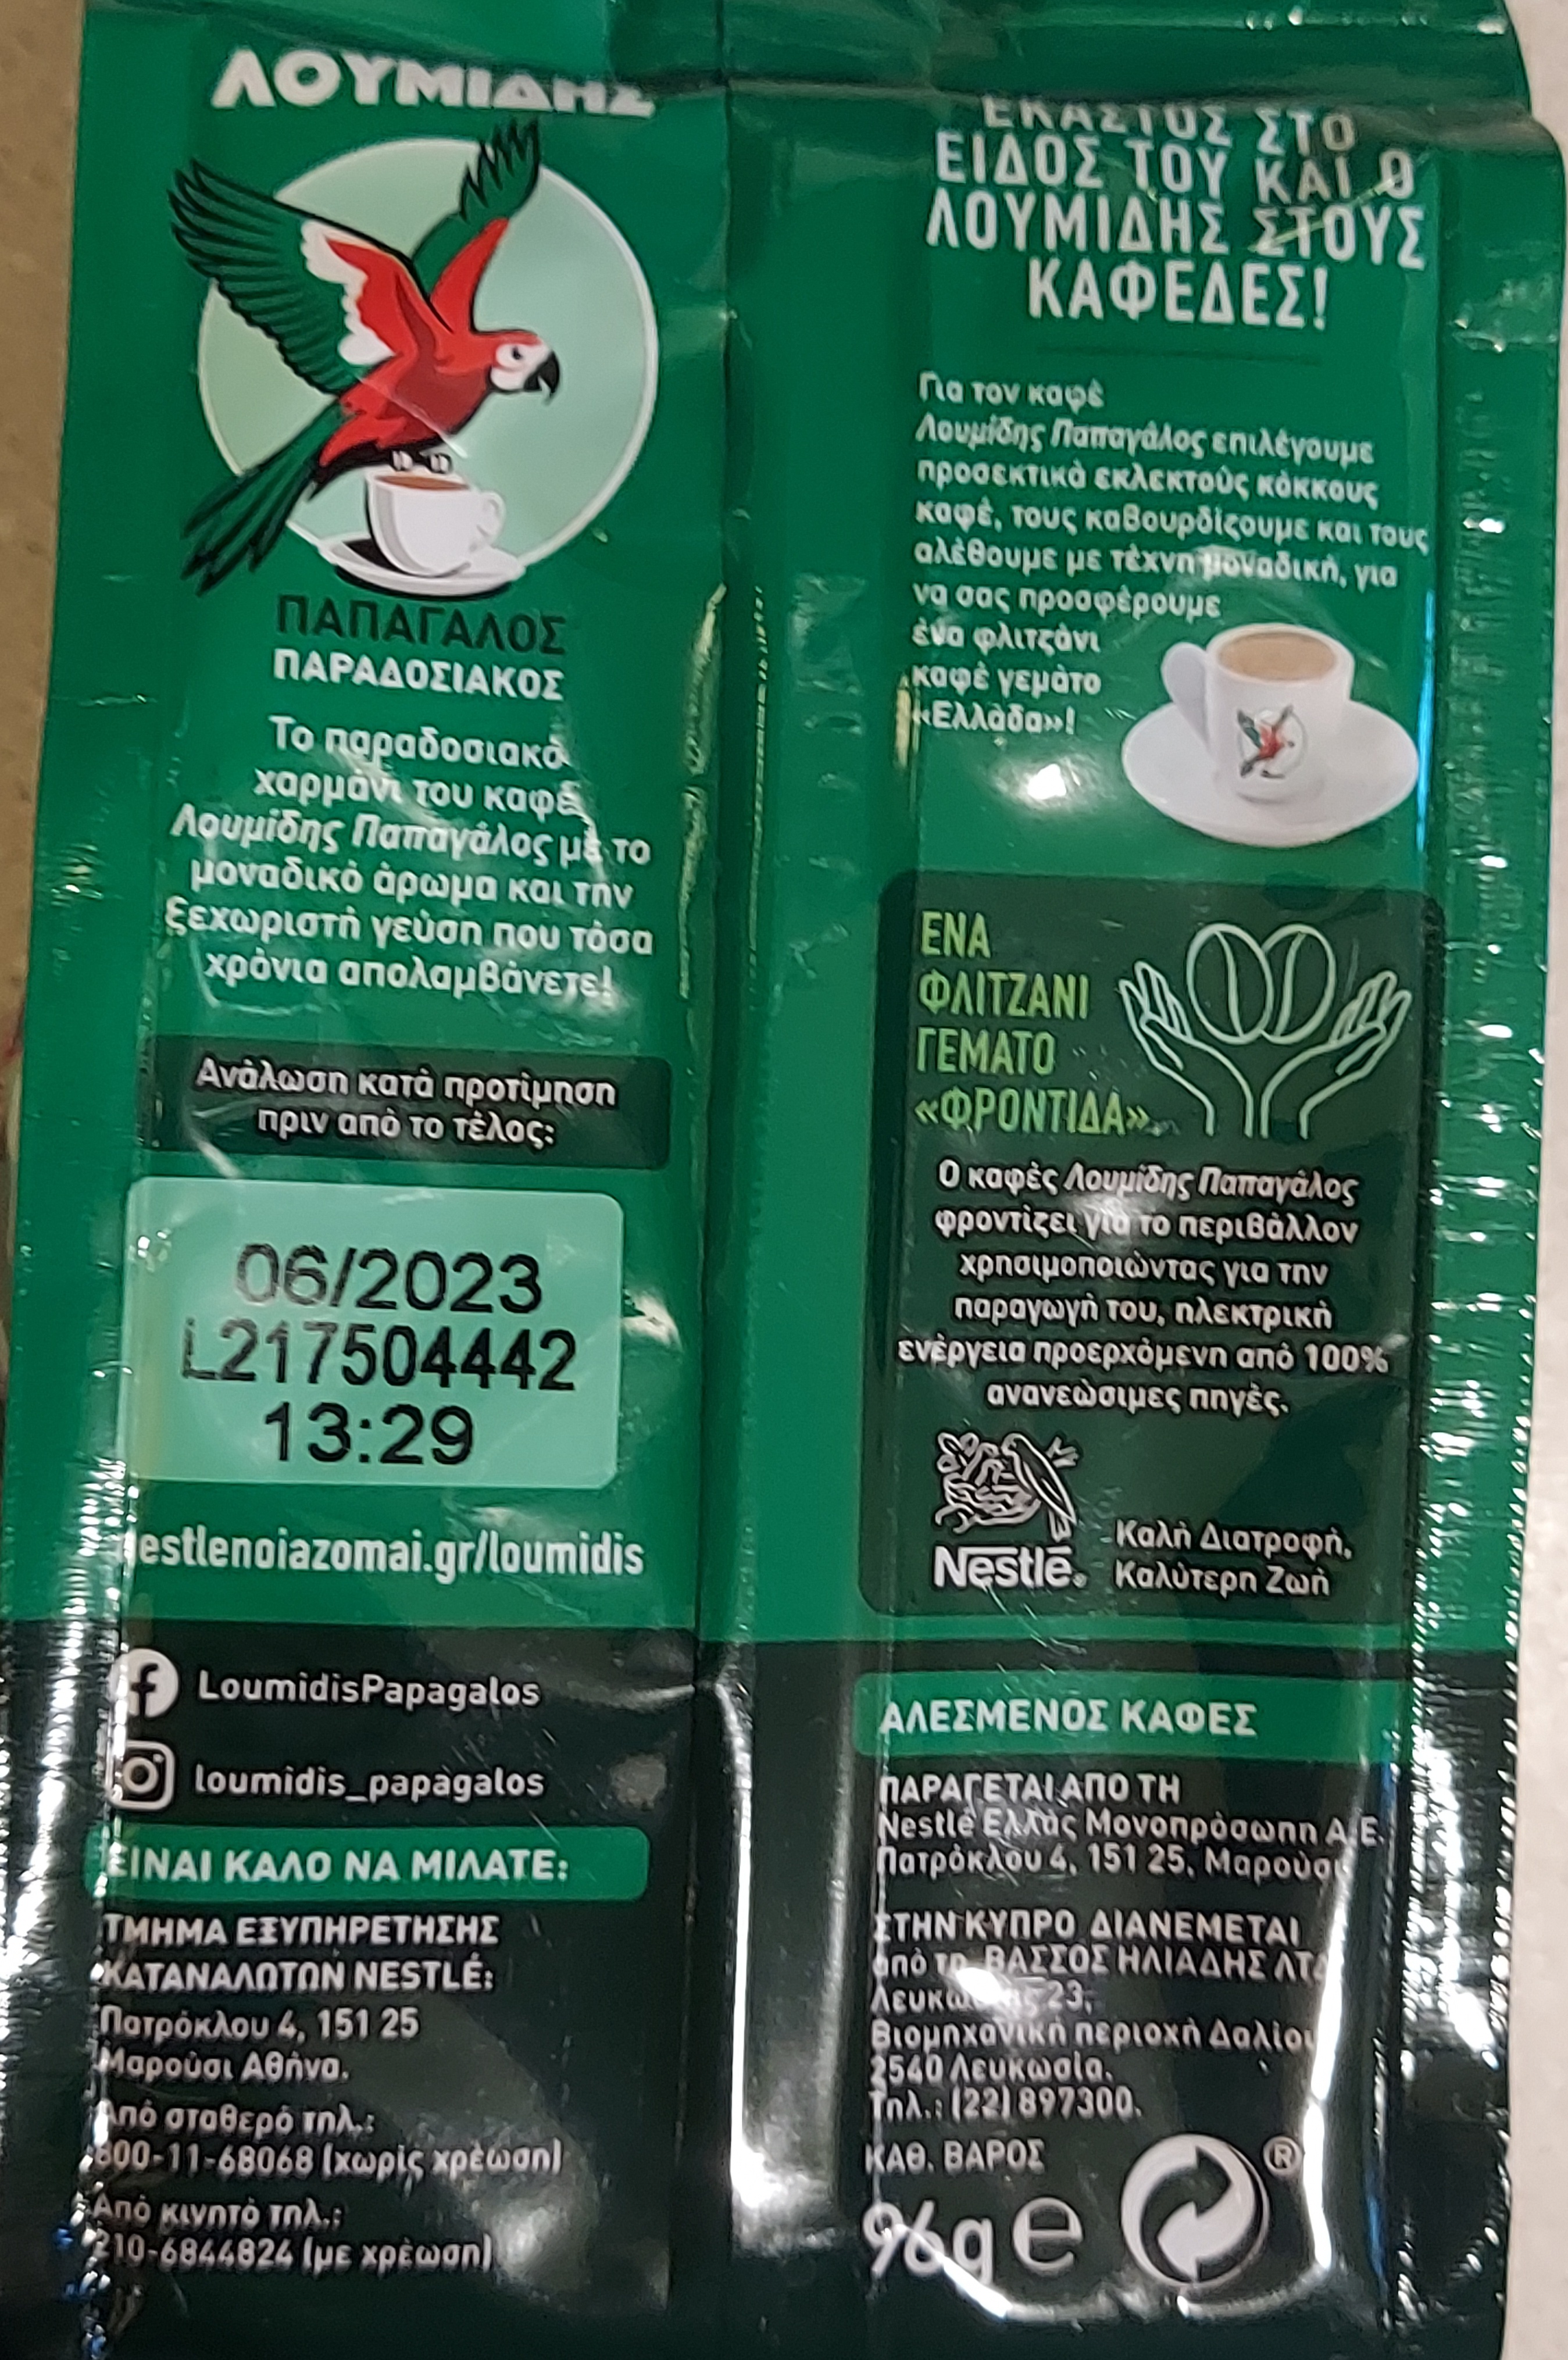 ΛΟΥΜΙΔΗΣ
ΠΑΠΑΓΑΛΟΣ
ΠΑΡΑΔΟΣΙΑΚΟΣ
Το παραδοσιακό
χαρμάνι του καφέ
Λουμίδης Παπαγάλος με το
μοναδικό άρωμα και την
ξεχωριστή γεύση που τόσα
χρόνια απολαμβάνετε!
Ανάλωση κατά προτίμηση
πριν από το τέλος:
06/2023
L217504442
13:29
nestlenoiazomai.gr/loumidis
LoumidisPapagalos
loumidis_papagalos
ΕΙΝΑΙ ΚΑΛΟ ΝΑ ΜΙΛΑΤΕ:
ΤΜΗΜΑ ΕΞΥΠΗΡΕΤΗΣΗΣ
ΚΑΤΑΝΑΛΩΤΩΝ NESTLÉ:
Πατρόκλου 4, 151 25
Μαρούσι Αθήνα.
Από σταθερό τηλ.:
800-11-68068 (χωρίς χρέωση)
Από κινητό τηλ.:
210-6844824 (με χρέωση)
ΕΚΑΣΤΟΣ ΣΤΟ
ΕΙΔΟΣ ΤΟΥ ΚΑΙ Ο
ΛΟΥΜΙΔΗΣ ΣΤΟΥΣ
ΚΑΦΕΔΕΣ!
Για τον καφέ
Λουμίδης Παπαγάλος επιλέγουμε
προσεκτικά εκλεκτούς κόκκους
καφέ, τους καβουρδίζουμε και τους
αλέθουμε με τέχνη μοναδική, για
να σας προσφέρουμε
ένα φλιτζάνι
καφέ γεμάτο
«Ελλάδα»!
ΕΝΑ
ΦΛΙΤΖΑΝΙ
ΓΕΜΑΤΟ
«ΦΡΟΝΤΙΔΑ»
Ο καφές Λουμίδης Παπαγάλος
φροντίζει για το περιβάλλον
χρησιμοποιώντας για την
παραγωγή του, ηλεκτρική
ενέργεια προερχόμενη από 100%
ανανεώσιμες πηγές.
Nestlé®
Καλή Διατροφή,
Καλύτερη Ζωή
ΑΛΕΣΜΕΝΟΣ ΚΑΦΕΣ
ΠΑΡΑΓΕΤΑΙ ΑΠΟ ΤΗ
Nestlé Ελλάς Μονοπρόσωπη Α.Ε.
Πατρόκλου 4, 151 25, Μαρούσι
ΣΤΗΝ ΚΥΠΡΟ ΔΙΑΝΕΜΕΤΑΙ
από τη ΒΑΣΣΟΣ ΗΛΙΑΔΗΣ ΛΤΔ
23,
Βιομηχανική περιοχή Δαλίου
2540 Λευκωσία.
Τηλ.: (22) 897300.
ΚΑΘ. ΒΑΡΟΣ
96g e
®